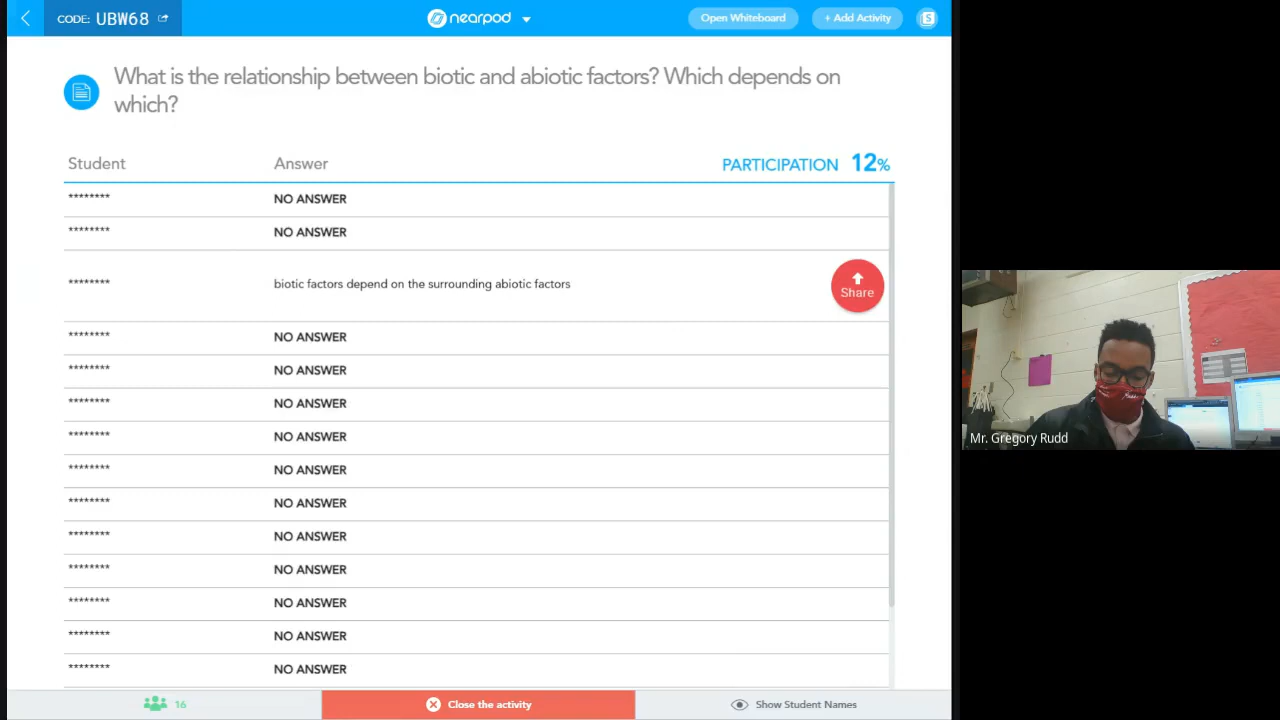 CODE: UBW68
nearpod
Open Whiteboard
+ Add Activity
S
What is the relationship between biotic and abiotic factors? Which depends on
which?
Student Answer PARTICIPATION 12%
******** NO ANSWER
******** NO ANSWER
******** biotic factors depend on the surrounding abiotic factors
Share
******** NO ANSWER
******** NO ANSWER
******** NO ANSWER
******** NO ANSWER
******** NO ANSWER
******** NO ANSWER
******** NO ANSWER
******** NO ANSWER
******** NO ANSWER
******** NO ANSWER
******** NO ANSWER
16
Close the activity
Show Student Names
Mr. Gregory Rudd